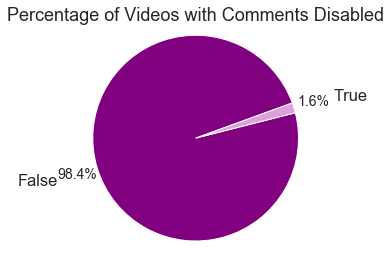 Percentage of Videos with Comments Disabled
1.6% True
False 98.4%